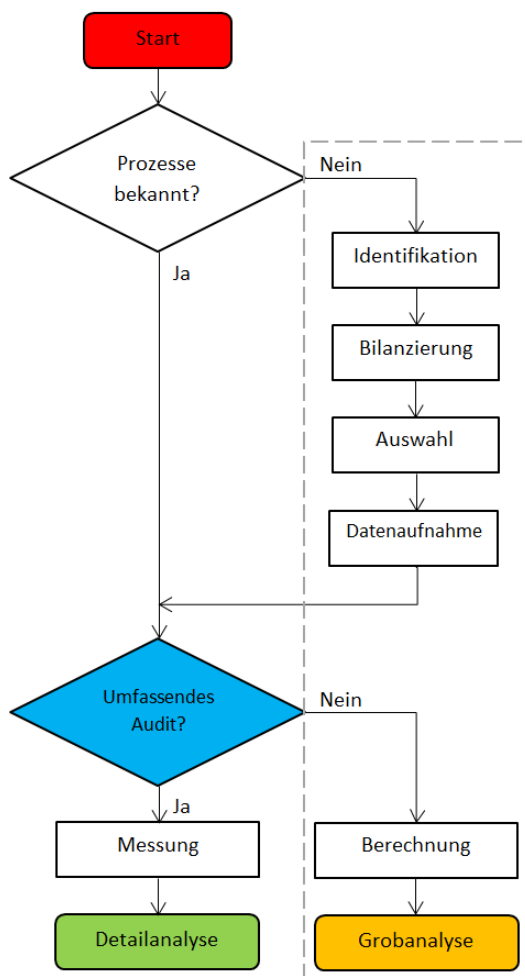 Start
Prozesse
bekannt?
Nein
Identifikation
Ja
Bilanzierung
Auswahl
Datenaufnahme
Umfassendes
Audit?
Nein
Ja
Messung
Berechnung
Detailanalyse
Grobanalyse